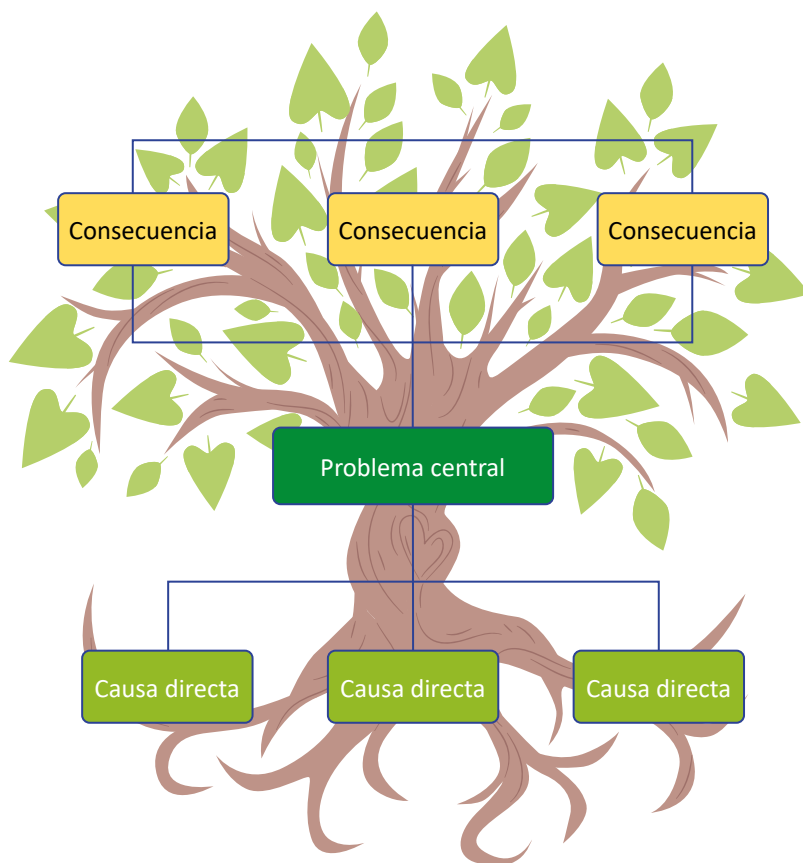 Consecuencia
Consecuencia
Consecuencia
Problema central
Causa directa
Causa directa
Causa directa